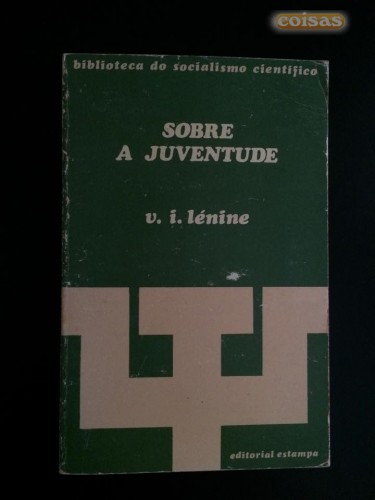 coisas
biblioteca do socialismo científico
SOBRE
A JUVENTUDE
v. i. lénine
editorial estampa